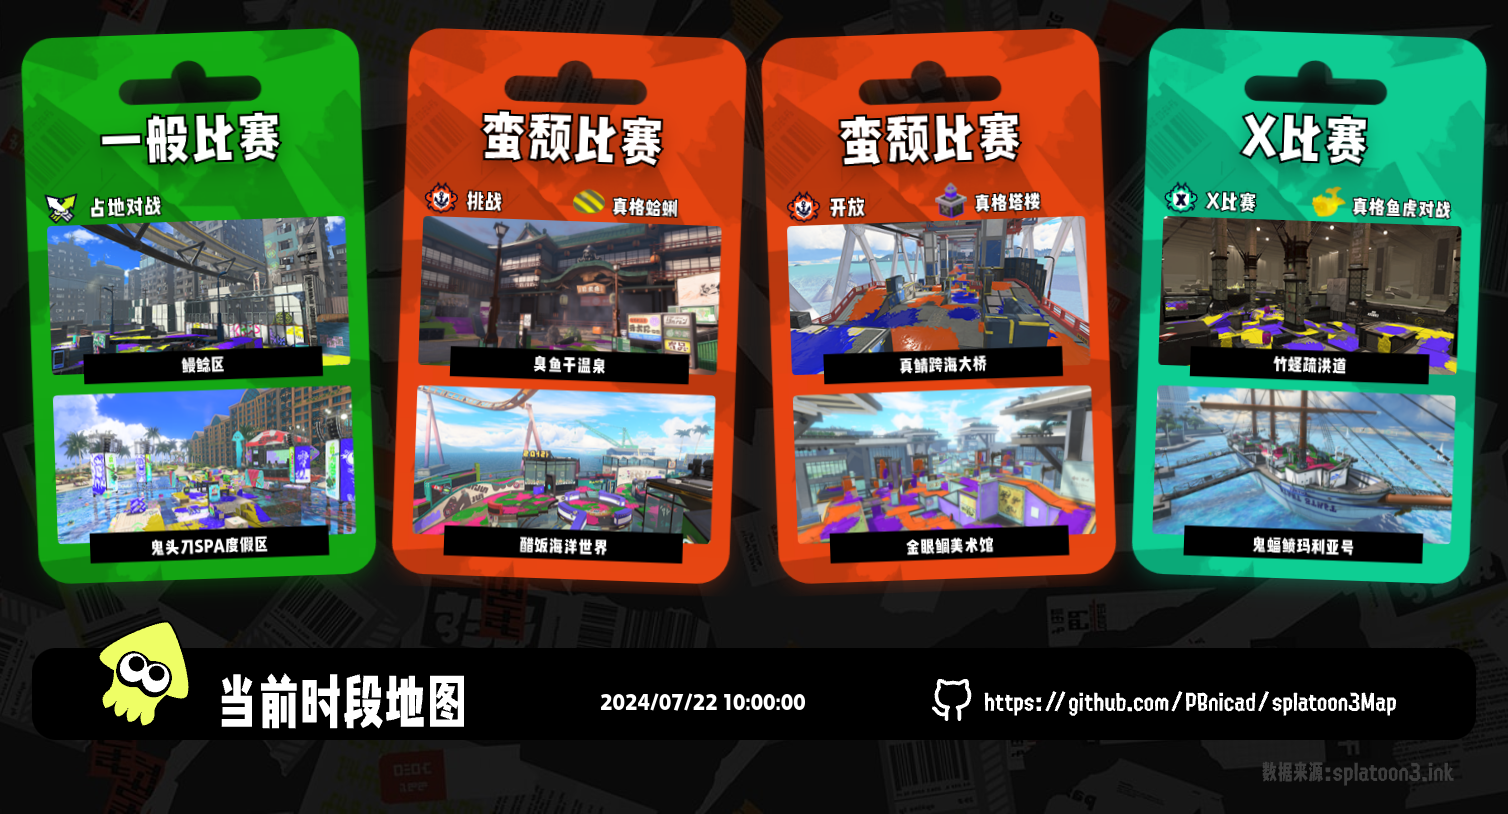 一般比赛
占地对战
鳗鲶区
鬼头刀SPA度假区
蛮颓比赛
挑战
真格蛤蜊
臭鱼干温泉
醋饭海洋世界
蛮颓比赛
开放
真格塔楼
真鲭跨海大桥
金眼鲷美术馆
X比赛
X比赛
真格鱼虎对战
竹蛏疏洪道
鬼蝠鲼玛利亚号
当前时段地图
2024/07/22 10:00:00
https://github.com/PBnicad/splatoon3Map
数据来源:splatoon3.ink